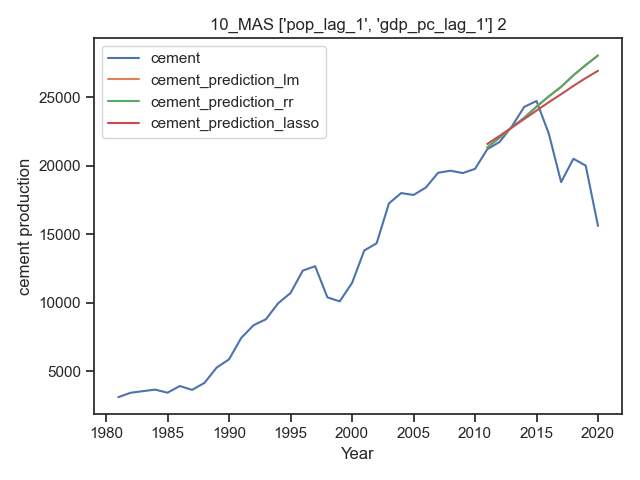 10_MAS ['pop_lag_1', 'gdp_pc_lag_1'] 2
cement
cement_prediction_lm
cement_prediction_rr
cement_prediction_lasso
cement production
25000
20000
15000
10000
5000
1980 1985 1990 1995 2000 2005 2010 2015 2020
Year